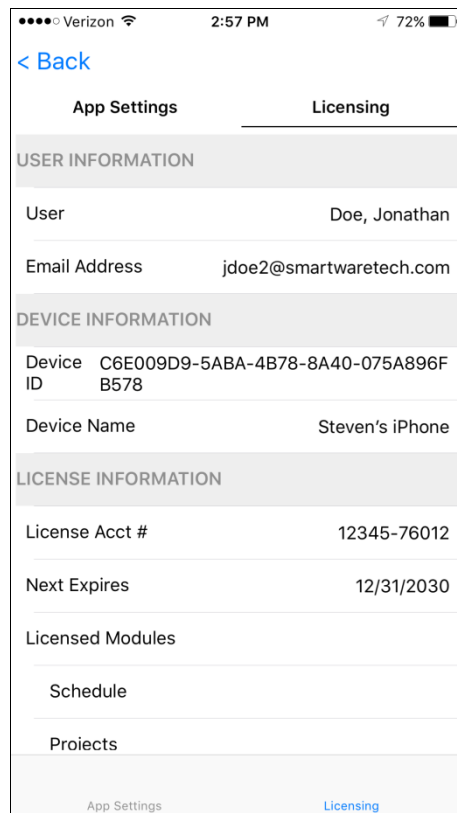 Verizon 2:57 PM 72%
< Back
App Settings Licensing
USER INFORMATION
User Doe, Jonathan
Email Address jdoe2@smartwaretech.com
DEVICE INFORMATION
Device C6E009D9-5ABA-4B78-8A40-075A896F
ID B578
Device Name Steven's iPhone
LICENSE INFORMATION
License Acct # 12345-76012
Next Expires 12/31/2030
Licensed Modules
Schedule
Projects
App Settings Licensing